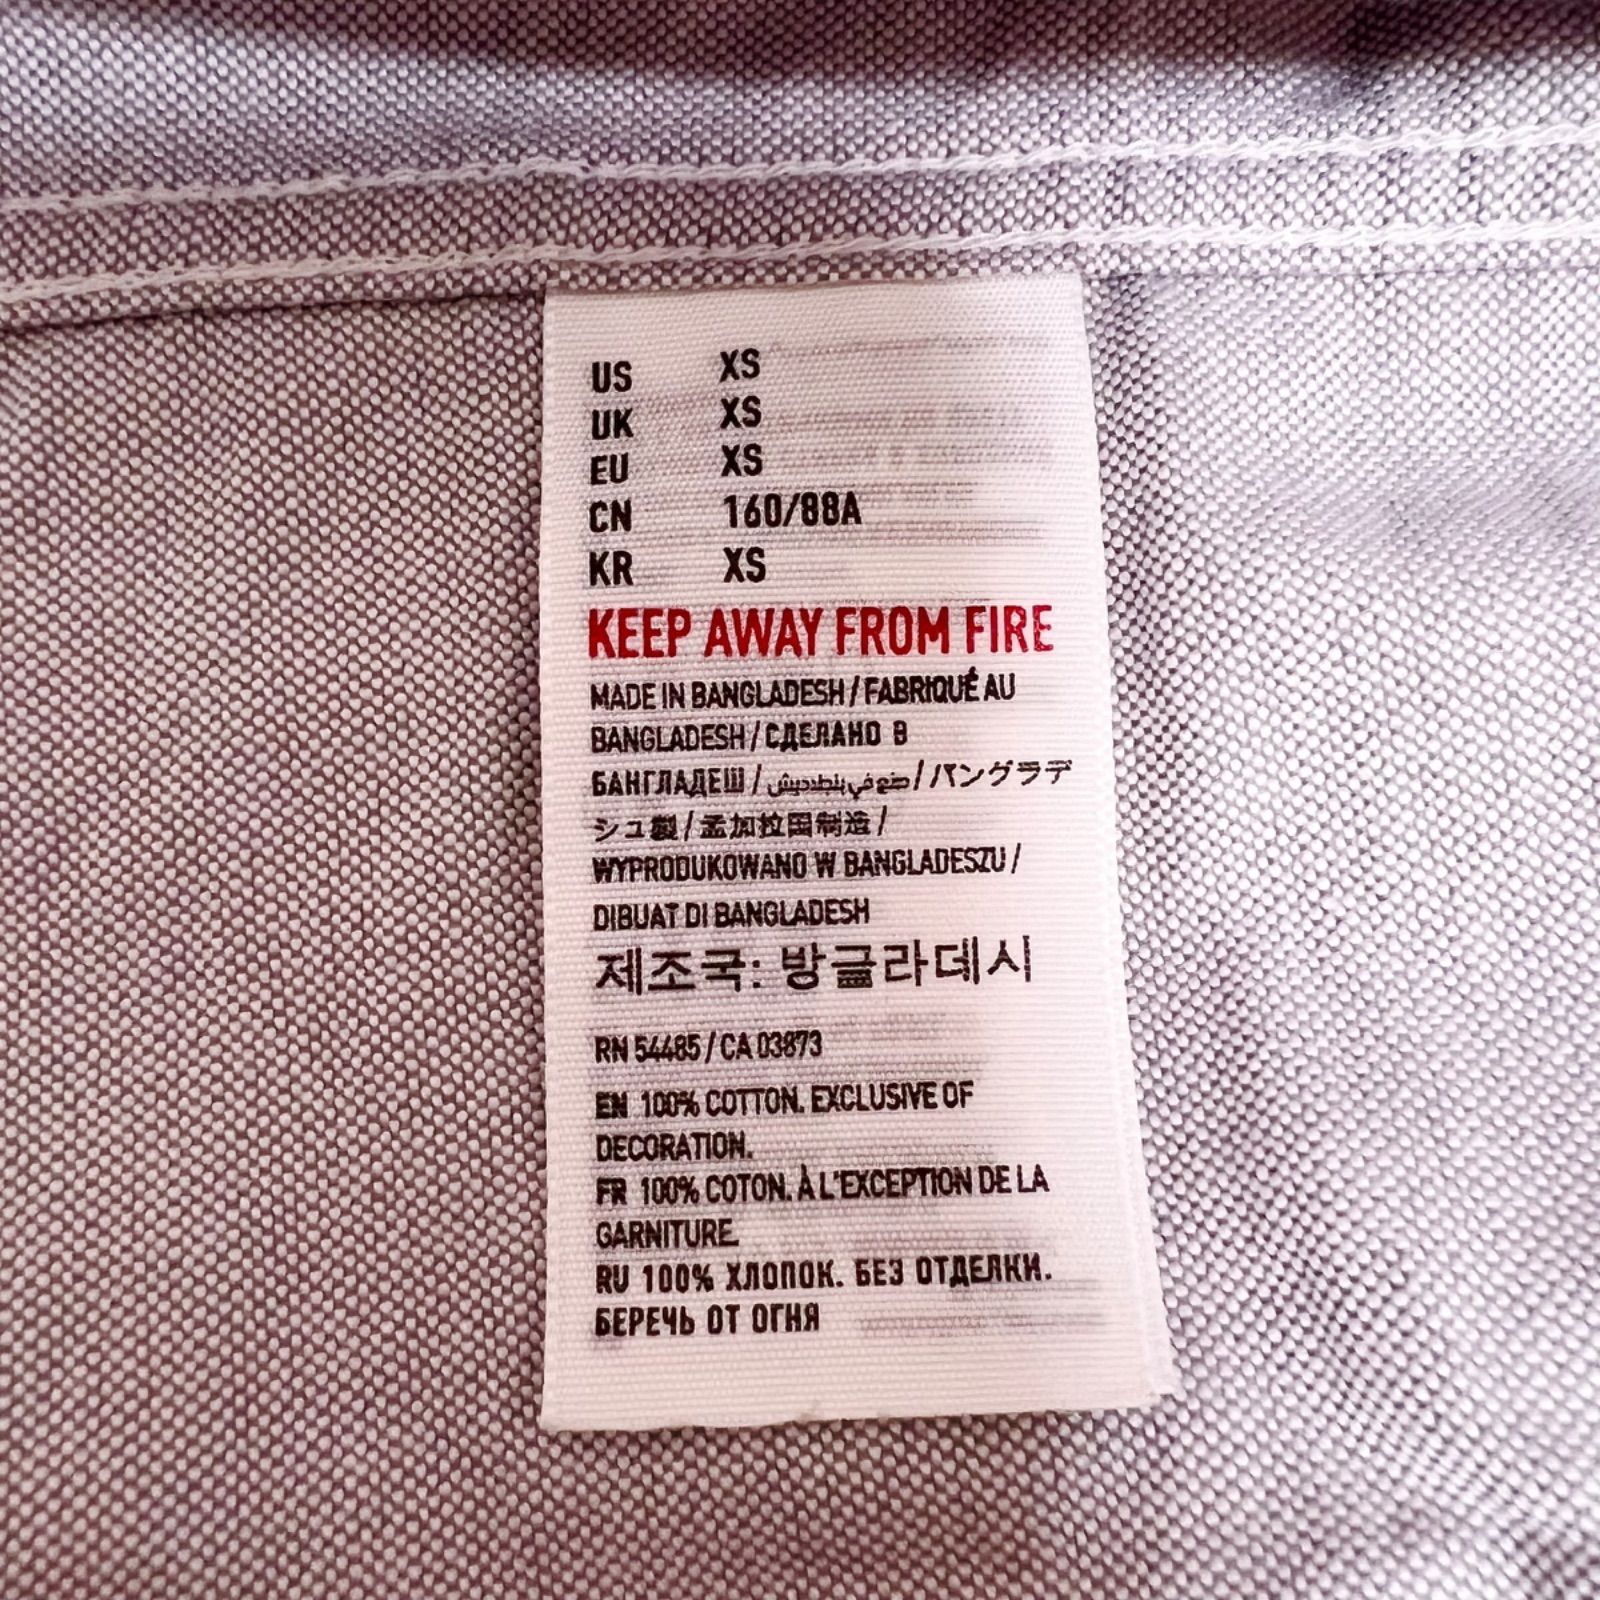 US XS
UK XS
EU XS
CN 160/88A
KR XS
KEEP AWAY FROM FIRE
MADE IN BANGLADESH / FABRIQUÉ AU
BANGLADESH / СДЕЛАНО В
БАНГЛАДЕШ / صنع في بنغلاديش / バングラデ
シュ製 / 孟加拉国制造 /
WYPRODUKOWANO W BANGLADESZU /
DIBUAT DI BANGLADESH
제조국: 방글라데시
RN 54485 / CA 03873
EN 100% COTTON. EXCLUSIVE OF
DECORATION.
FR 100% COTON. À L'EXCEPTION DE LA
GARNITURE.
RU 100% ХЛОПОК. БЕЗ ОТДЕЛКИ.
БЕРЕЧЬ ОТ ОГНЯ